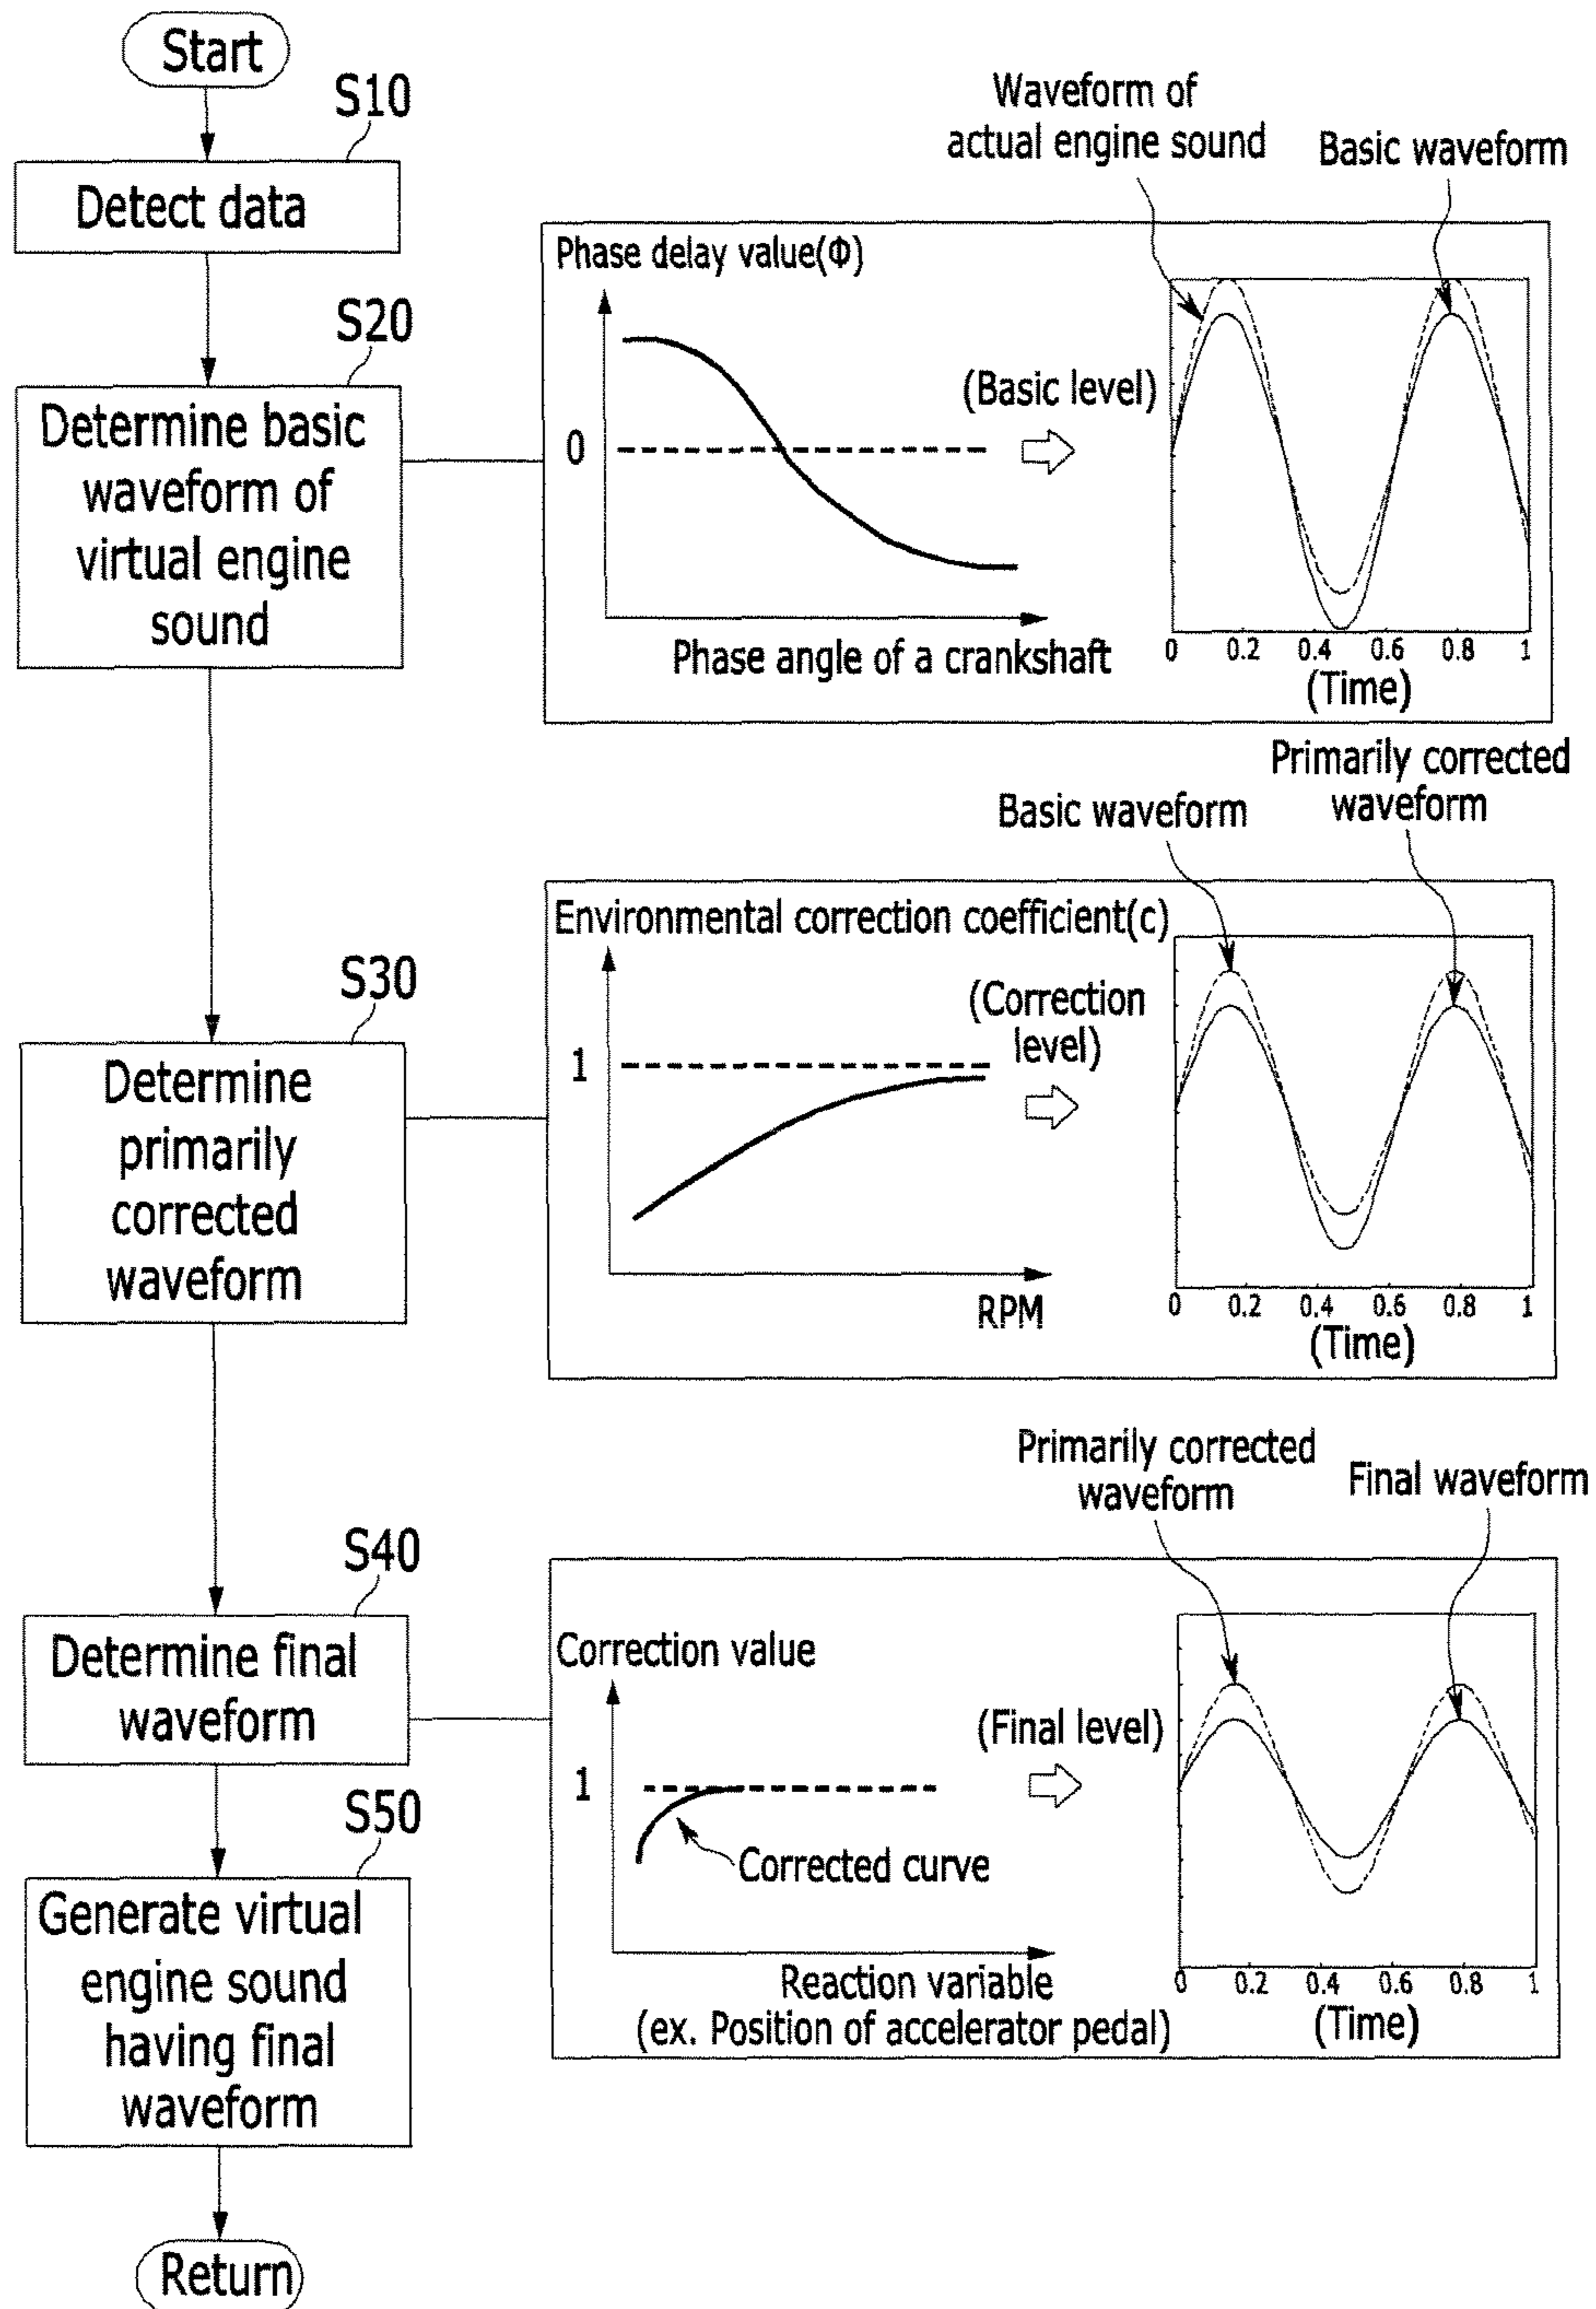 Start
S10
Detect data
S20
Determine basic
waveform of
virtual engine
sound
Waveform of
actual engine sound
Basic waveform
Phase delay value(Φ)
0
Phase angle of a crankshaft
(Basic level)
0 0.2 0.4 0.6 0.8 1
(Time)
S30
Determine
primarily
corrected
waveform
Basic waveform
Primarily corrected
waveform
Environmental correction coefficient(c)
1
RPM
(Correction
level)
0 0.2 0.4 0.6 0.8 1
(Time)
S40
Determine final
waveform
Primarily corrected
waveform
Final waveform
Correction value
1
Corrected curve
Reaction variable
(ex. Position of accelerator pedal)
(Final level)
0 0.2 0.4 0.6 0.8 1
(Time)
S50
Generate virtual
engine sound
having final
waveform
Return